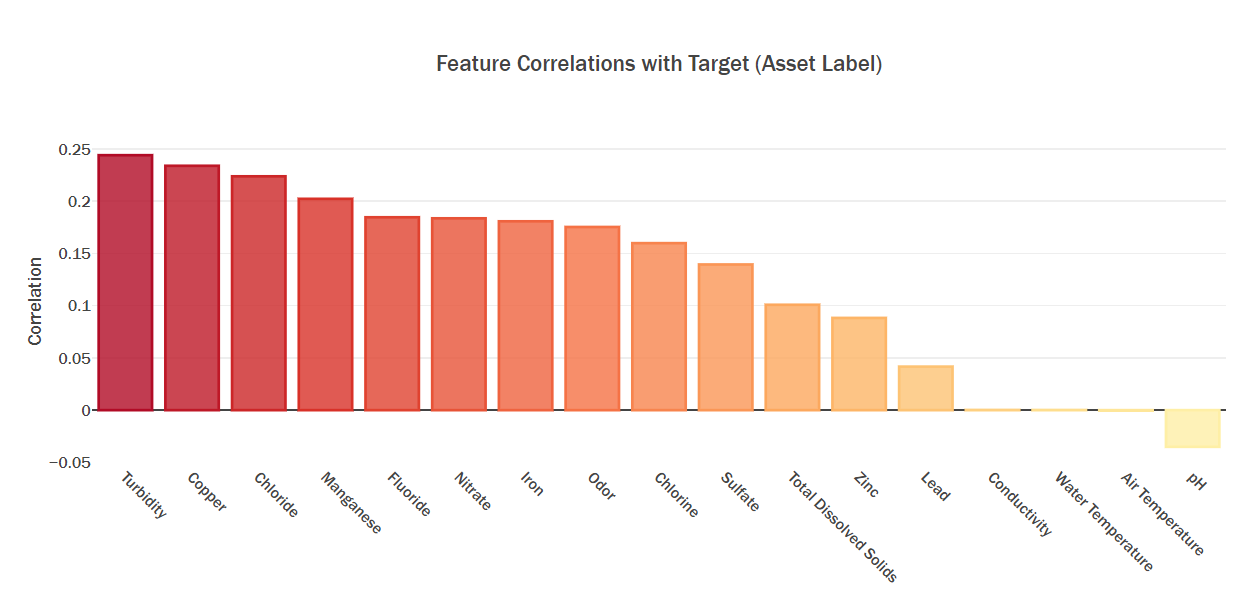 Feature Correlations with Target (Asset Label)
Correlation
0.25
0.2
0.15
0.1
0.05
0
−0.05
Turbidity
Copper
Chloride
Manganese
Fluoride
Nitrate
Iron
Odor
Chlorine
Sulfate
Total Dissolved Solids
Zinc
Lead
Conductivity
Water Temperature
Air Temperature
pH